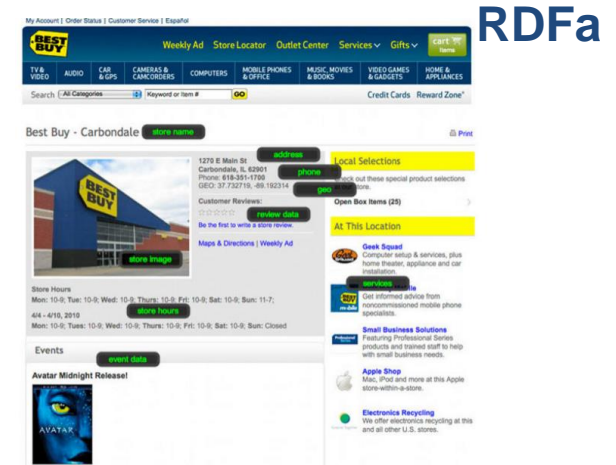 RDFa
My Account | Order Status | Customer Service | Español
BEST BUY
Weekly Ad Store Locator Outlet Center Services Gifts
cart
items
TV & VIDEO AUDIO CAR & GPS CAMERAS & CAMCORDERS COMPUTERS MOBILE PHONES & OFFICE MUSIC, MOVIES & BOOKS VIDEO GAMES & GADGETS HOME & APPLIANCES
Search All Categories Keyword or Item # GO Credit Cards Reward Zone®
Best Buy - Carbondale store name Print
1270 E Main St address
Carbondale, IL 62901
Phone: 618-351-1700 phone
GEO: 37.732719, -89.192314 geo
Customer Reviews:
review data
Be the first to write a store review.
Maps & Directions | Weekly Ad
BEST BUY
store image
Store Hours
Mon: 10-9; Tue: 10-9; Wed: 10-9; Thurs: 10-9; Fri: 10-9; Sat: 10-9; Sun: 11-7;
store hours
4/4 - 4/10, 2010
Mon: 10-9; Tues: 10-9; Wed: 10-9; Thurs: 10-9; Fri: 10-9; Sat: 10-9; Sun: Closed
Events
event data
Avatar Midnight Release!
AVATAR
Local Selections
Check out these special product selections
store.
Open Box Items (25)
At This Location
Geek Squad
Computer setup & services, plus
home theater, appliance and car
installation.
services
Get informed advice from
noncommissioned mobile phone
specialists.
Small Business Solutions
Featuring Professional Series
products and trained staff to help
with small business needs.
Apple Shop
Mac, iPod and more at this Apple
store-within-a-store.
Electronics Recycling
We offer electronics recycling at this
and all other U.S. stores.